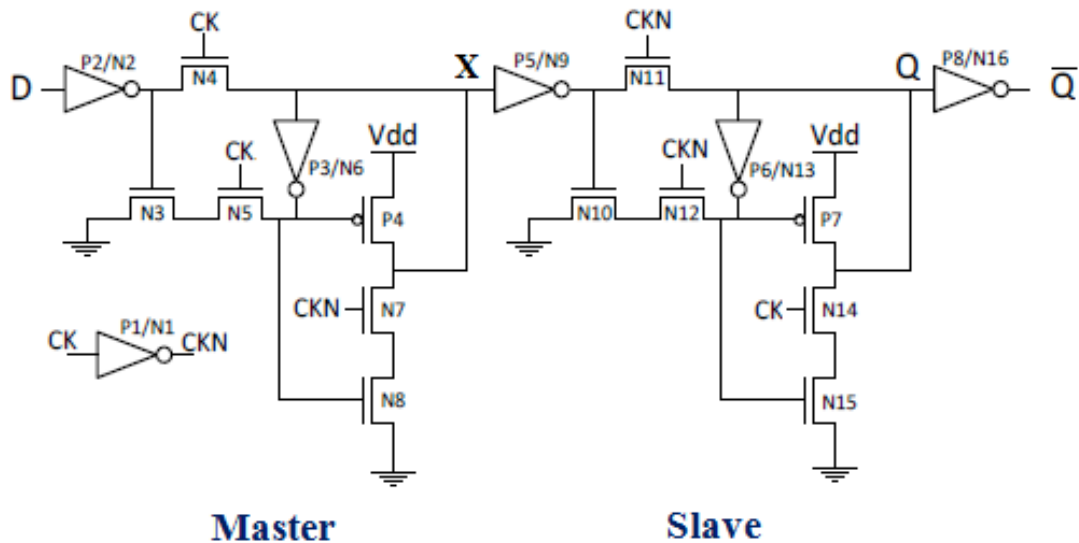 CK
CKN
P2/N2
X
P5/N9
Q
P8/N16
D
N4
N11
Q̅
Vdd
Vdd
CK
P3/N6
CKN
P6/N13
N3
N5
P4
N10
N12
P7
CKN
N7
CK
N14
P1/N1
CK
CKN
N8
N15
Master
Slave